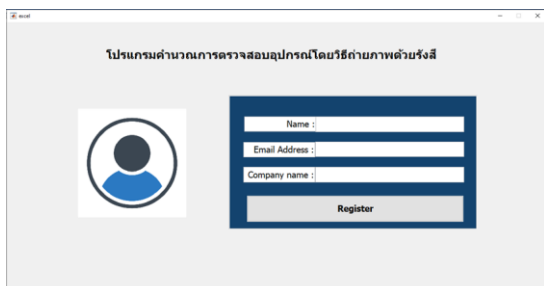 excel
โปรแกรมคำนวณการตรวจสอบอุปกรณ์โดยวิธีถ่ายภาพด้วยรังสี
Name :
Email Address :
Company name :
Register